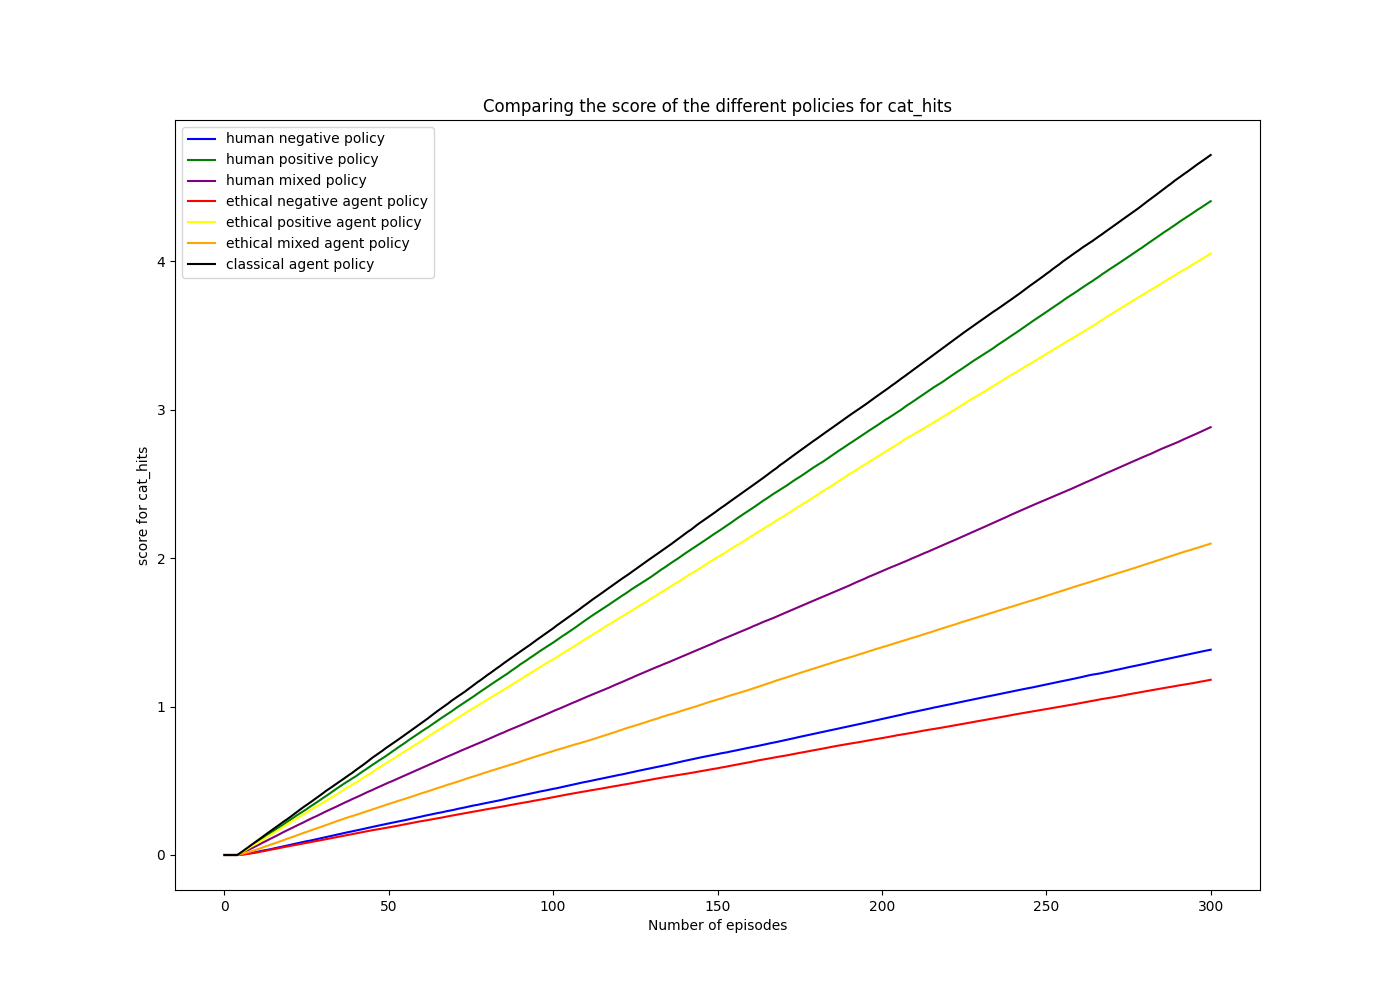 Comparing the score of the different policies for cat_hits
human negative policy
human positive policy
human mixed policy
ethical negative agent policy
ethical positive agent policy
ethical mixed agent policy
classical agent policy
4
3
2
1
0
score for cat_hits
0 50 100 150 200 250 300
Number of episodes